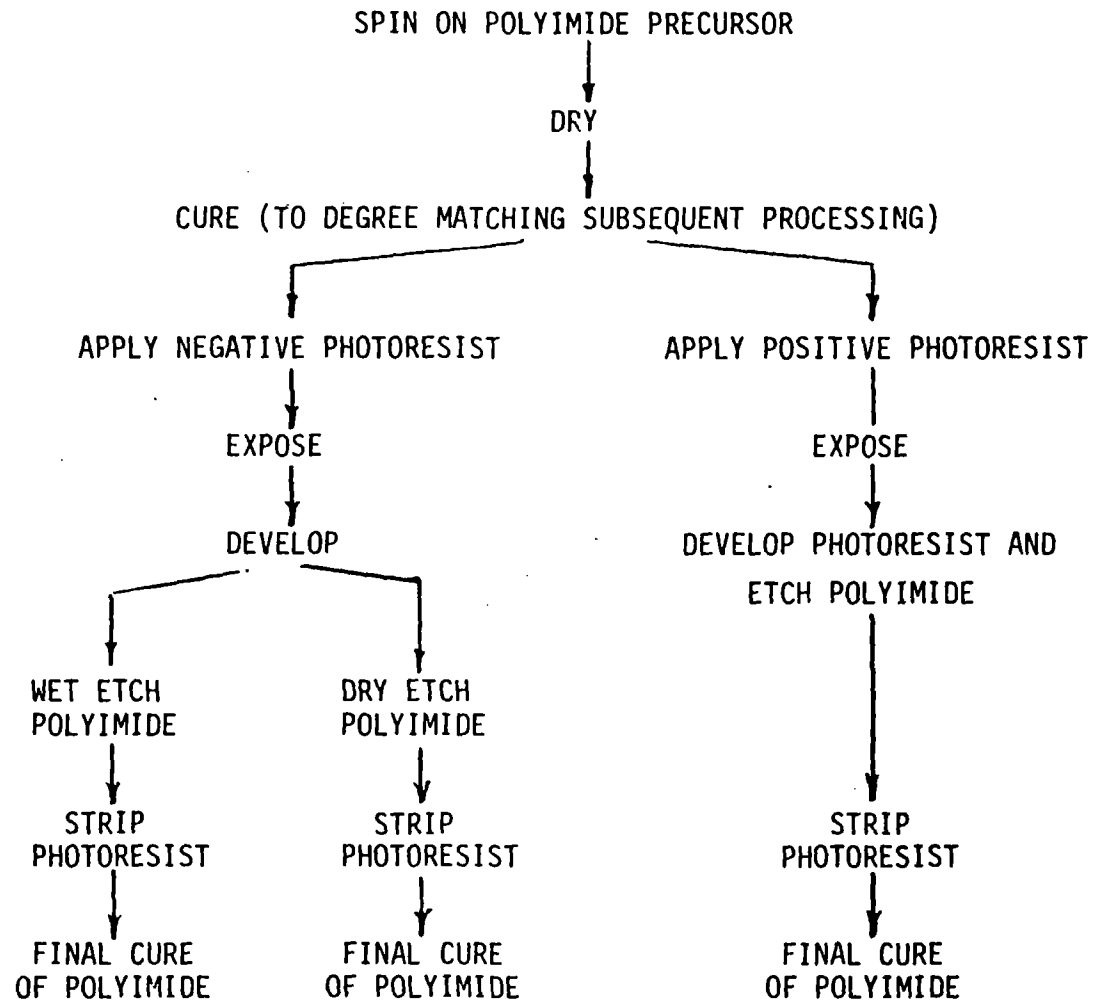 SPIN ON POLYIMIDE PRECURSOR
DRY
CURE (TO DEGREE MATCHING SUBSEQUENT PROCESSING)
APPLY NEGATIVE PHOTORESIST
APPLY POSITIVE PHOTORESIST
EXPOSE
EXPOSE
DEVELOP
DEVELOP PHOTORESIST AND
ETCH POLYIMIDE
WET ETCH
POLYIMIDE
DRY ETCH
POLYIMIDE
STRIP
PHOTORESIST
STRIP
PHOTORESIST
STRIP
PHOTORESIST
FINAL CURE
OF POLYIMIDE
FINAL CURE
OF POLYIMIDE
FINAL CURE
OF POLYIMIDE